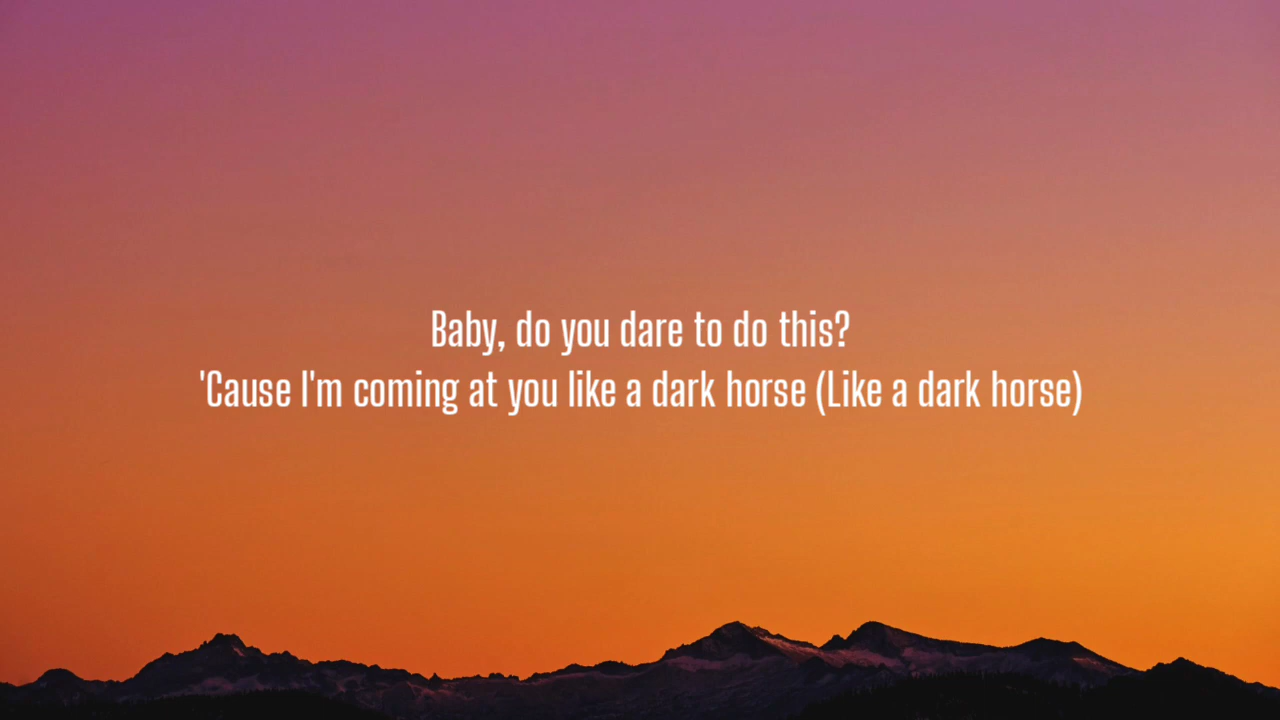 Baby, do you dare to do this?
'Cause I'm coming at you like a dark horse (Like a dark horse)